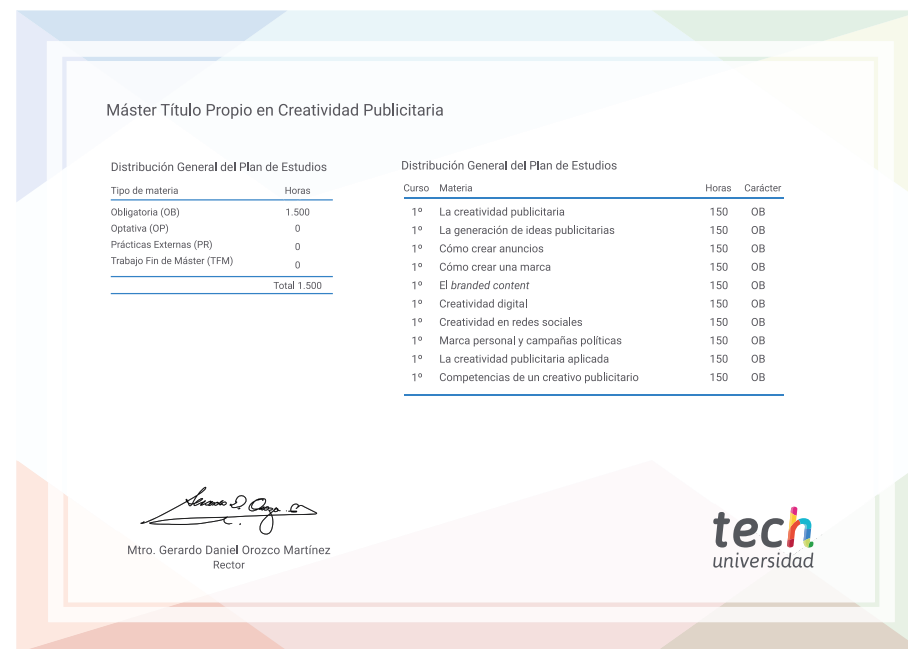 Máster Título Propio en Creatividad Publicitaria
Distribución General del Plan de Estudios
Tipo de materia Horas
Obligatoria (OB) 1.500
Optativa (OP) 0
Prácticas Externas (PR) 0
Trabajo Fin de Máster (TFM) 0
Total 1.500
Distribución General del Plan de Estudios
Curso Materia Horas Carácter
1º La creatividad publicitaria 150 OB
1º La generación de ideas publicitarias 150 OB
1º Cómo crear anuncios 150 OB
1º Cómo crear una marca 150 OB
1º El branded content 150 OB
1º Creatividad digital 150 OB
1º Creatividad en redes sociales 150 OB
1º Marca personal y campañas políticas 150 OB
1º La creatividad publicitaria aplicada 150 OB
1º Competencias de un creativo publicitario 150 OB
Mtro. Gerardo Daniel Orozco Martínez
Rector
tech
universidad